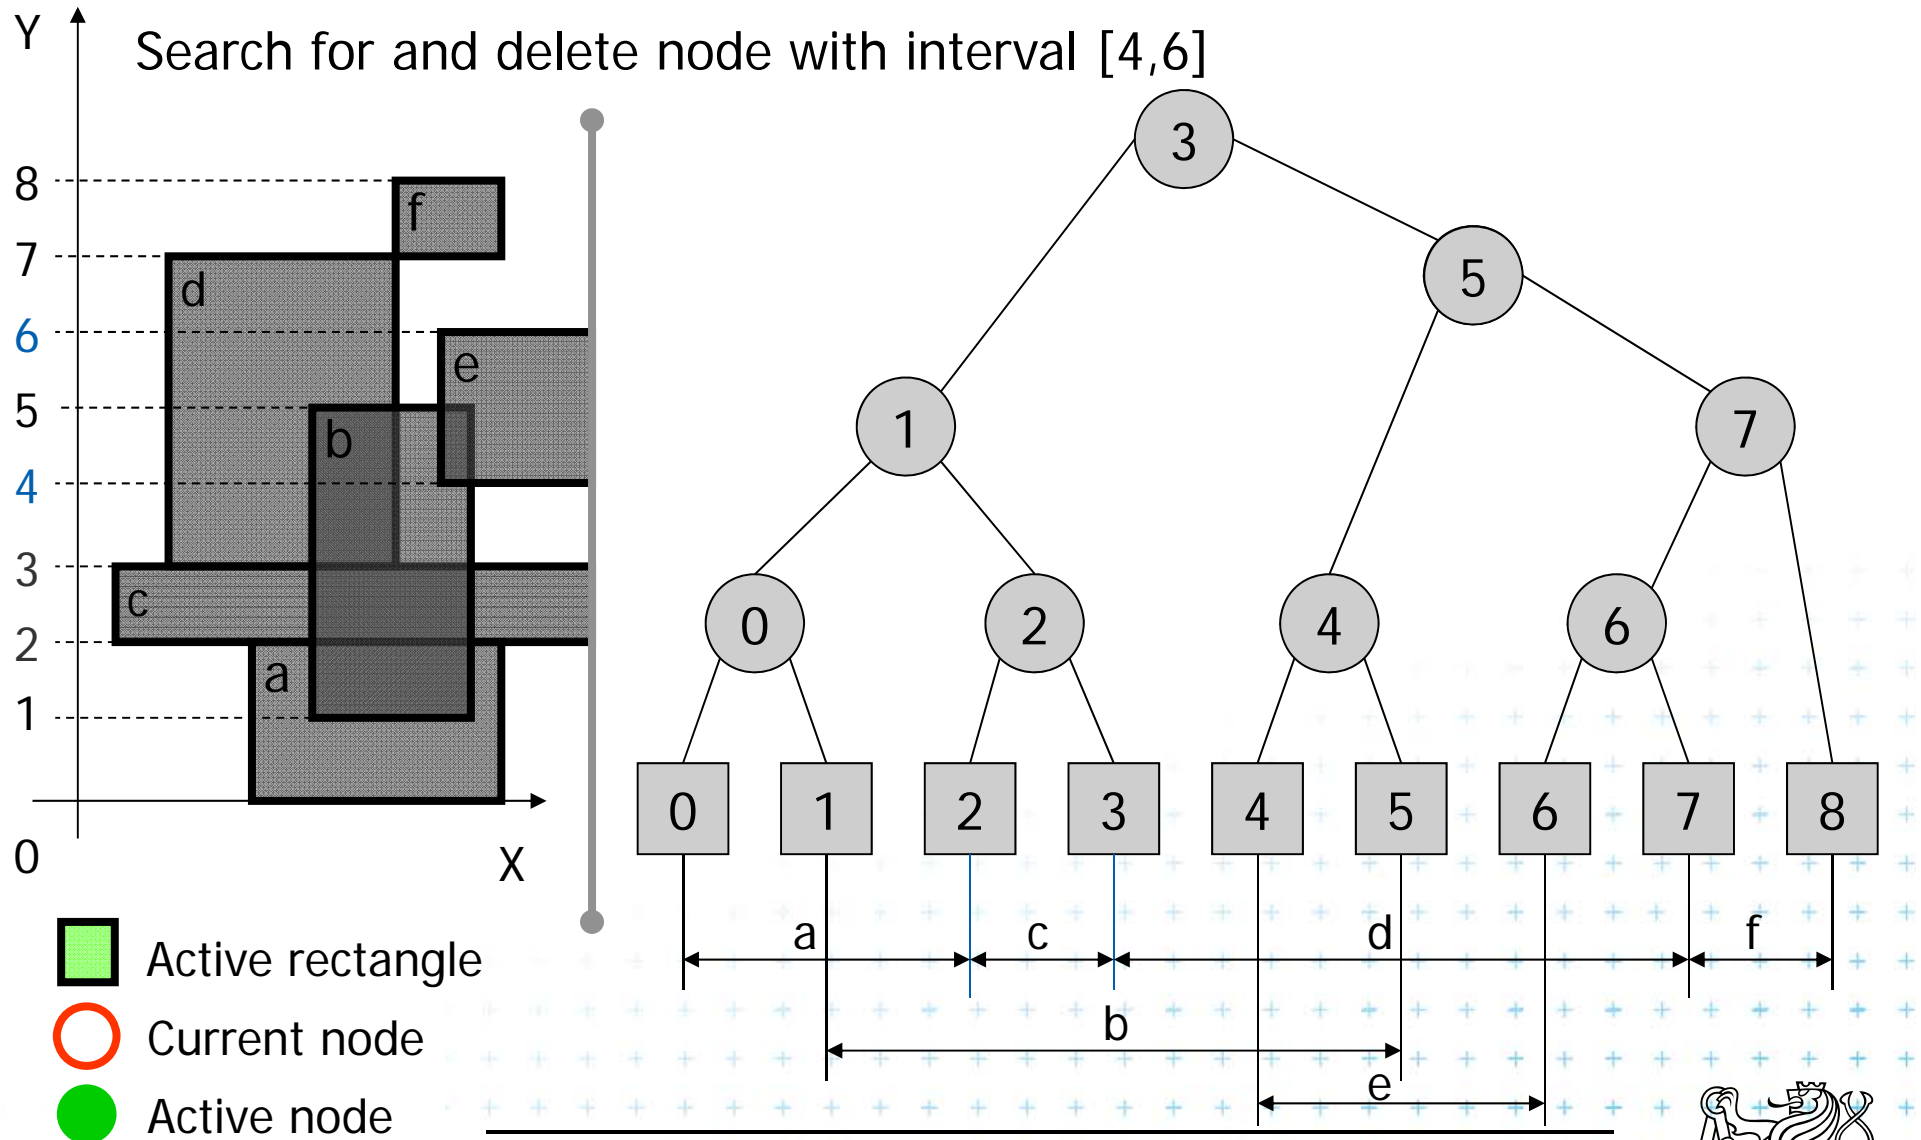 Y
Search for and delete node with interval [4,6]
3
8
f
7
d
5
6
e
5
b
1
7
4
3
c
0
2
4
6
2
a
1
0
1
2
3
4
5
6
7
8
0
X
a
c
d
f
Active rectangle
b
Current node
e
Active node